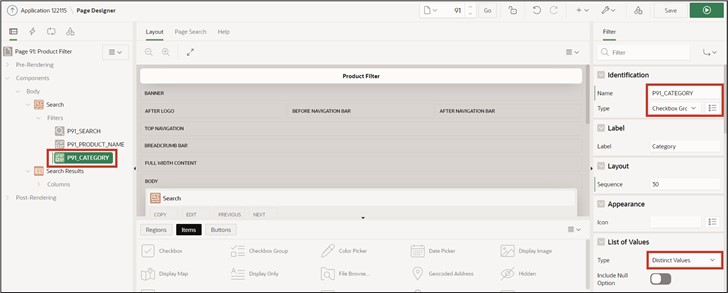 Application 122115 \ Page Designer
91
Go
Save
Page 91: Product Filter
Pre-Rendering
Components
Body
Search
Filters
P91_SEARCH
P91_PRODUCT_NAME
P91_CATEGORY
Search Results
Columns
Post-Rendering
Layout Page Search Help
Product Filter
BANNER
AFTER LOGO BEFORE NAVIGATION BAR AFTER NAVIGATION BAR
TOP NAVIGATION
BREADCRUMB BAR
FULL WIDTH CONTENT
BODY
Search
COPY EDIT PREVIOUS NEXT
Regions Items Buttons
Checkbox Checkbox Group Color Picker Date Picker Display Image
Display Map Display Only File Browse... Geocoded Address Hidden
Filter
Filter
Identification
Name P91_CATEGORY
Type Checkbox Grc
Label
Label Category
Layout
Sequence 30
Appearance
Icon
List of Values
Type Distinct Values
Include Null
Option